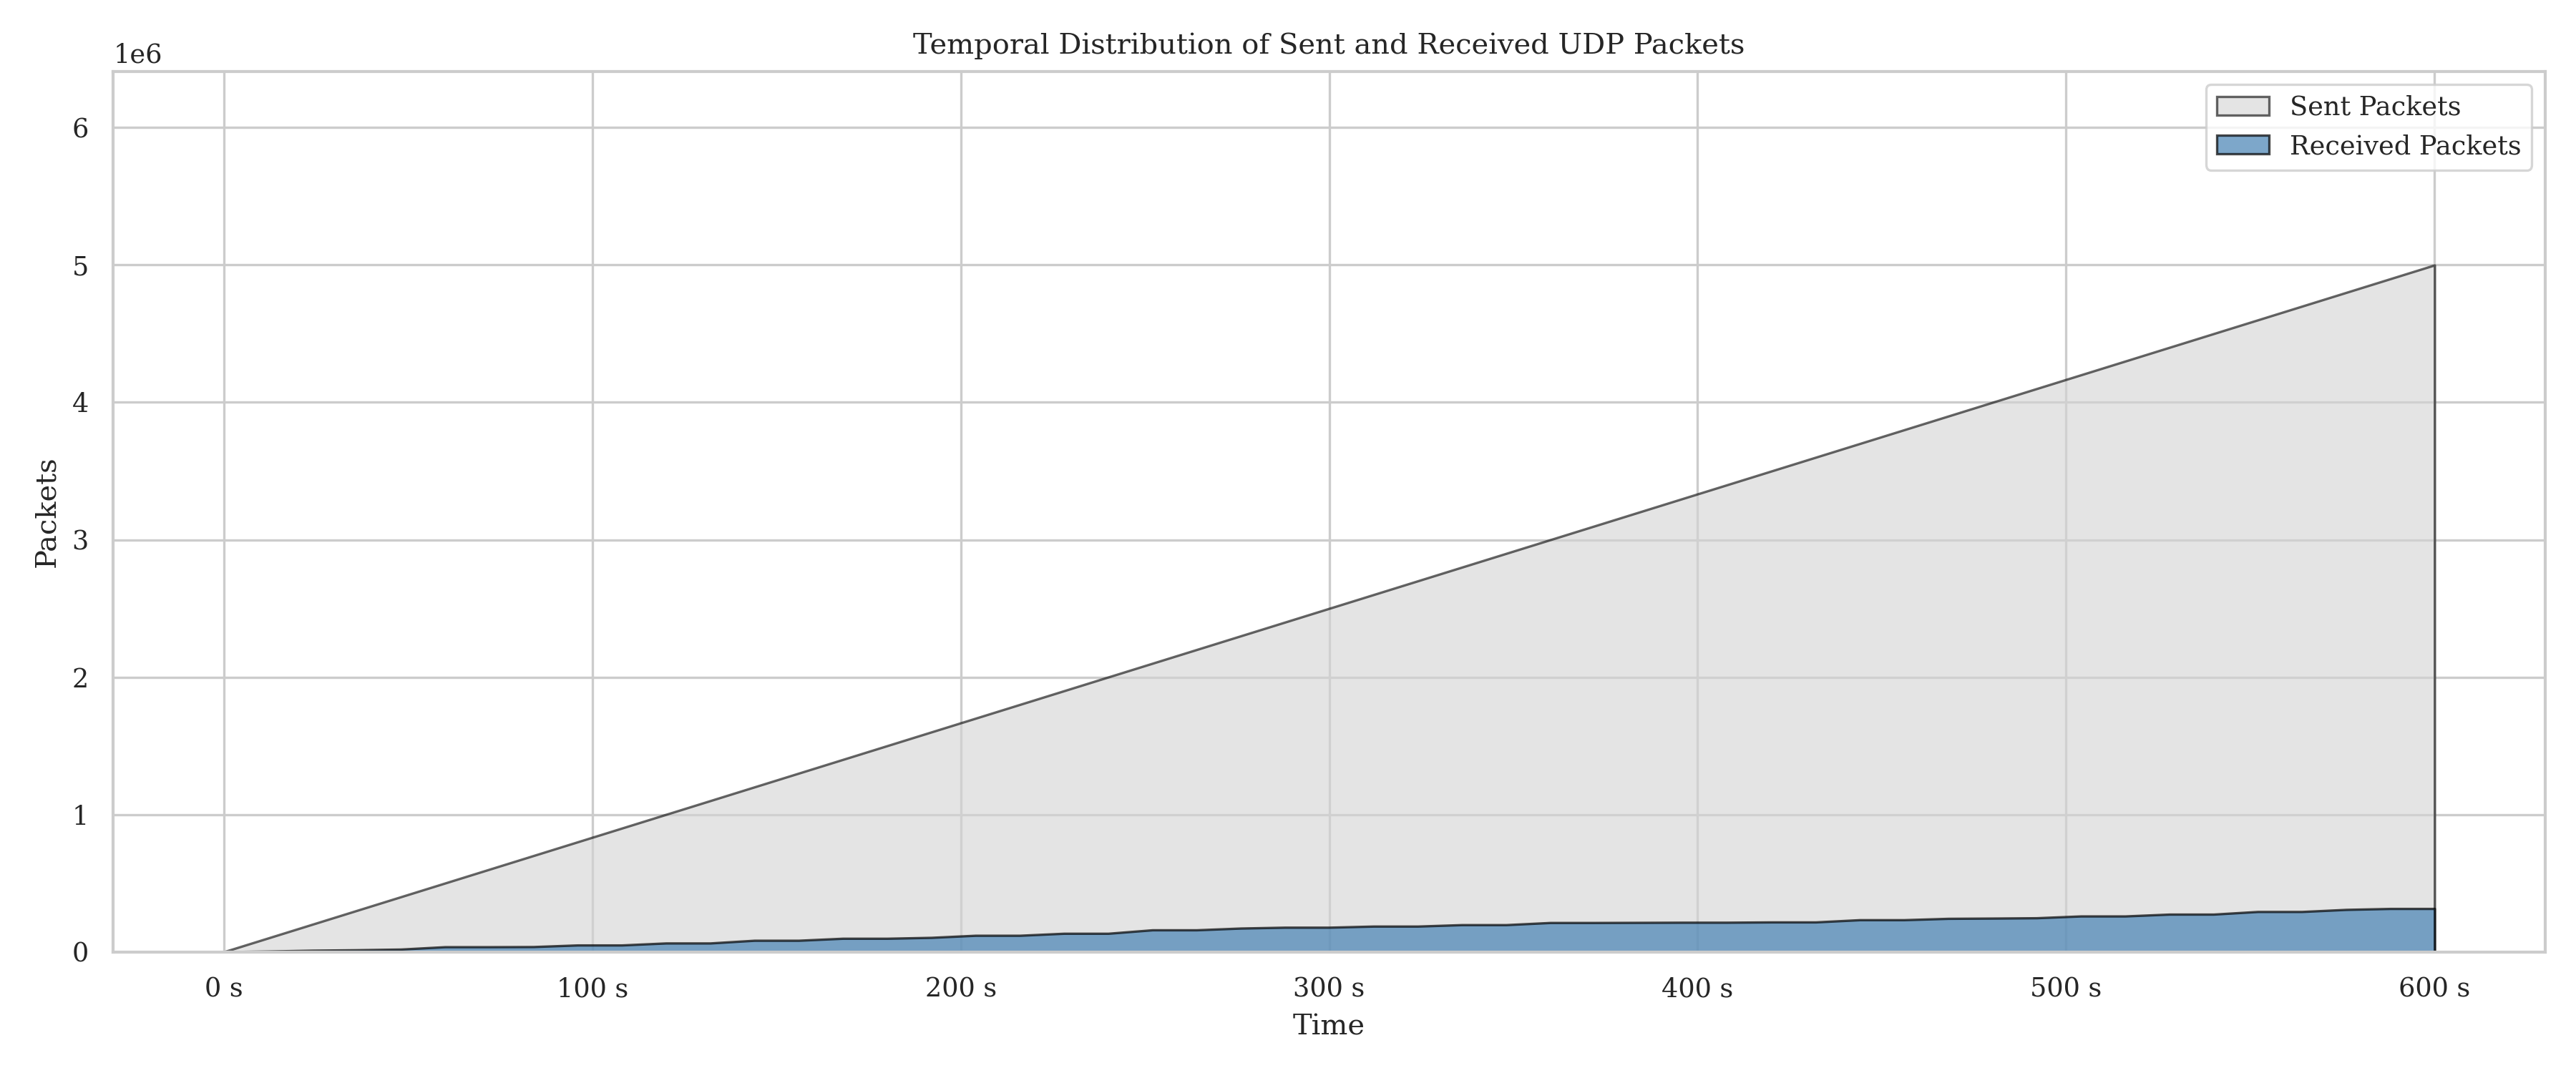 Temporal Distribution of Sent and Received UDP Packets
1e6
Sent Packets
Received Packets
6
5
4
3
2
1
0
Packets
0 s
100 s
200 s
300 s
400 s
500 s
600 s
Time